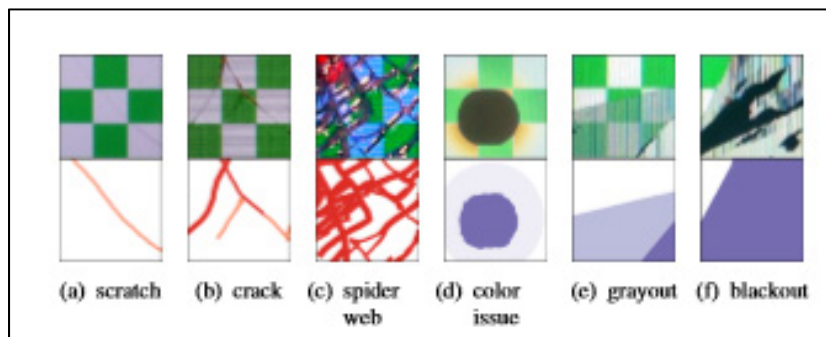 (a) scratch (b) crack (c) spider (d) color (e) grayout (f) blackout
web issue